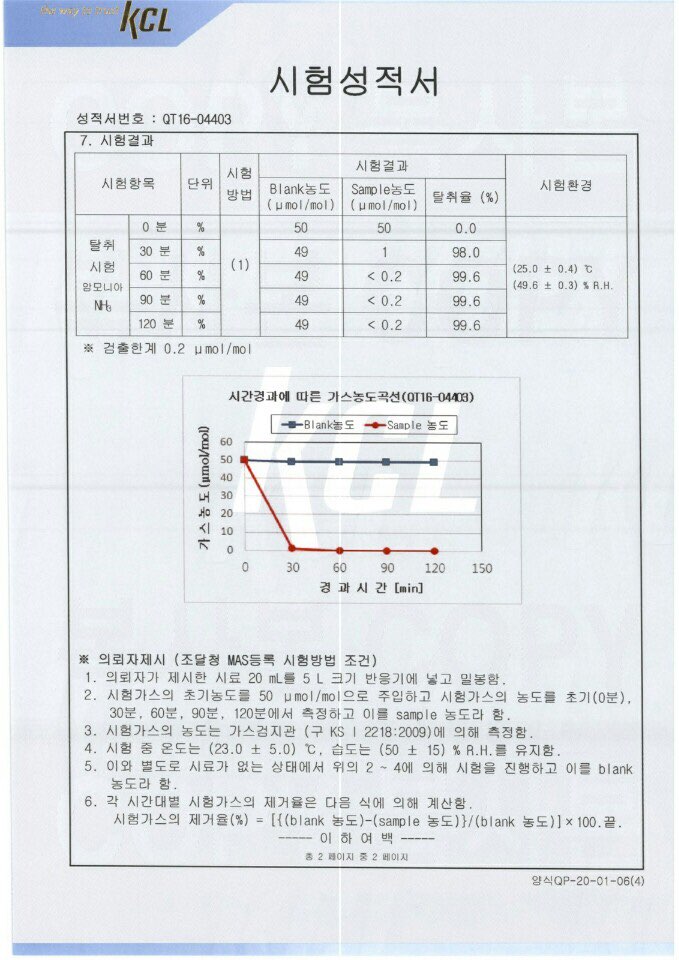 the way to trust KCL
시험성적서
성적서번호 : QT16-04403
7. 시험결과
시험항목 단위 시험방법 시험결과 시험환경
Blank농도 (μmol/mol) Sample농도 (μmol/mol) 탈취율 (%)
탈취 시험 암모니아 NH₃ (1) (25.0 ± 0.4) ℃ (49.6 ± 0.3) % R.H.
0 분 % 50 50 0.0
30 분 % 49 1 98.0
60 분 % 49 < 0.2 99.6
90 분 % 49 < 0.2 99.6
120 분 % 49 < 0.2 99.6
※ 검출한계 0.2 μmol/mol
시간경과에 따른 가스농도곡선(QT16-04403)
Blank농도 Sample 농도
가스농도(μmol/mol)
60
50
40
30
20
10
0
0 30 60 90 120 150
경 과 시 간 [min]
KCL
※ 의뢰자제시 (조달청 MAS등록 시험방법 조건)
1. 의뢰자가 제시한 시료 20 mL를 5 L 크기 반응기에 넣고 밀봉함.
2. 시험가스의 초기농도를 50 μmol/mol으로 주입하고 시험가스의 농도를 초기(0분),
30분, 60분, 90분, 120분에서 측정하고 이를 sample 농도라 함.
3. 시험가스의 농도는 가스검지관 (구 KS I 2218:2009)에 의해 측정함.
4. 시험 중 온도는 (23.0 ± 5.0) ℃, 습도는 (50 ± 15) % R.H.를 유지함.
5. 이와 별도로 시료가 없는 상태에서 위의 2 ~ 4에 의해 시험을 진행하고 이를 blank
농도라 함.
6. 각 시간대별 시험가스의 제거율은 다음 식에 의해 계산함.
시험가스의 제거율(%) = [{(blank 농도)-(sample 농도)}/(blank 농도)]×100.끝.
----- 이 하 여 백 -----
총 2 페이지 중 2 페이지
양식QP-20-01-06(4)